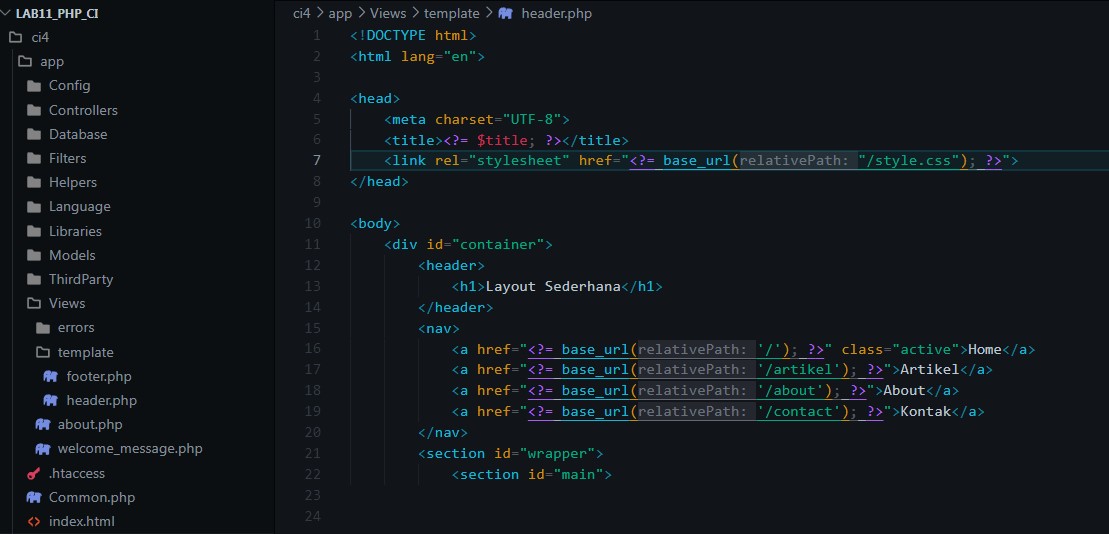 LAB11_PHP_CI
ci4
app
Config
Controllers
Database
Filters
Helpers
Language
Libraries
Models
ThirdParty
Views
errors
template
footer.php
header.php
about.php
welcome_message.php
.htaccess
Common.php
index.html
ci4 > app > Views > template > header.php
1 <!DOCTYPE html>
2 <html lang="en">
3
4 <head>
5 <meta charset="UTF-8">
6 <title><?= $title; ?></title>
7 <link rel="stylesheet" href="<?= base_url(relativePath: "/style.css"); ?>">
8 </head>
9
10 <body>
11 <div id="container">
12 <header>
13 <h1>Layout Sederhana</h1>
14 </header>
15 <nav>
16 <a href="<?= base_url(relativePath: '/'); ?>" class="active">Home</a>
17 <a href="<?= base_url(relativePath: '/artikel'); ?>">Artikel</a>
18 <a href="<?= base_url(relativePath: '/about'); ?>">About</a>
19 <a href="<?= base_url(relativePath: '/contact'); ?>">Kontak</a>
20 </nav>
21 <section id="wrapper">
22 <section id="main">
23
24